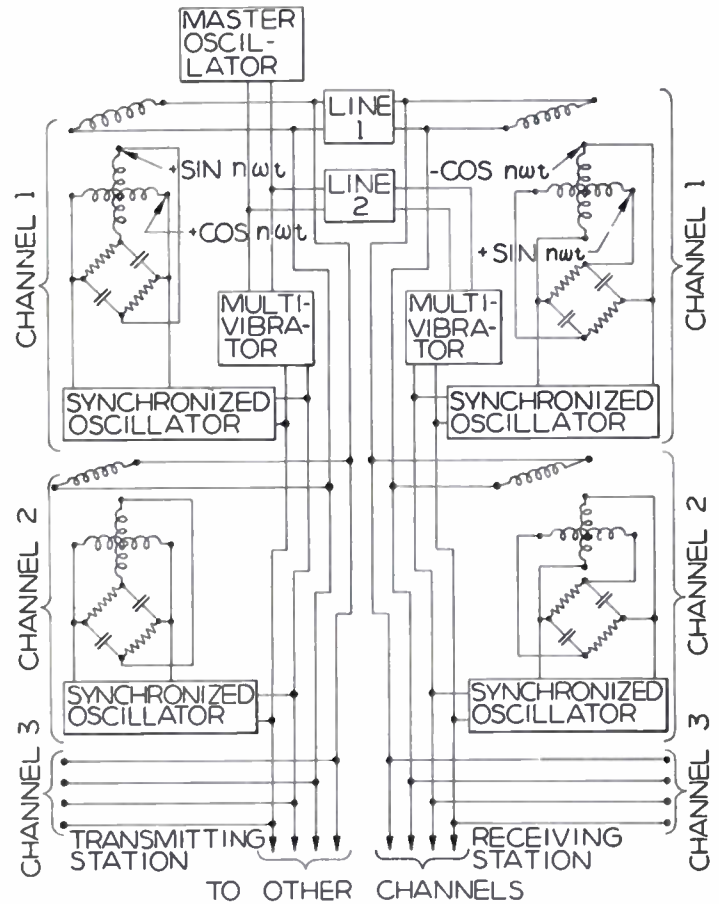 MASTER
OSCIL-
LATOR
LINE
1
LINE
2
+SIN nωt
+COS nωt
-COS nωt
+SIN nωt
CHANNEL 1
CHANNEL 1
MULTI-
VIBRA-
TOR
MULTI-
VIBRA-
TOR
SYNCHRONIZED
OSCILLATOR
SYNCHRONIZED
OSCILLATOR
CHANNEL 2
CHANNEL 2
SYNCHRONIZED
OSCILLATOR
SYNCHRONIZED
OSCILLATOR
CHANNEL 3
CHANNEL 3
TRANSMITTING
STATION
RECEIVING
STATION
TO OTHER CHANNELS